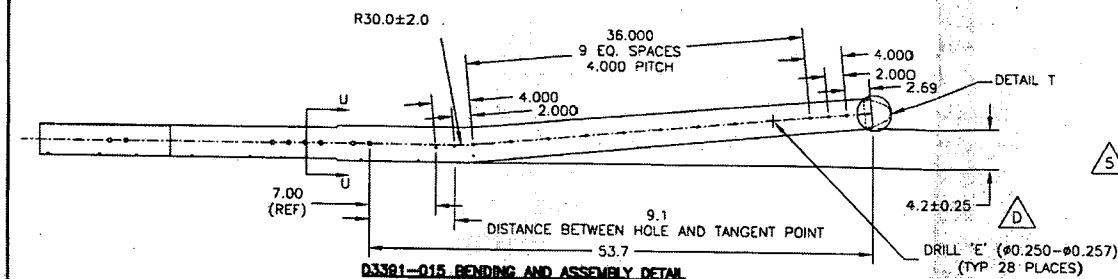 R30.0±2.0
36.000
9 EQ. SPACES
4.000 PITCH
4.000
2.000
2.69
DETAIL T
4.000
2.000
U
U
7.00
(REF)
9.1
DISTANCE BETWEEN HOLE AND TANGENT POINT
53.7
4.2±0.25
S
D
DRILL 'E' (ø0.250-ø0.257)
(TYP 28 PLACES)
D3391-015 BENDING AND ASSEMBLY DETAIL